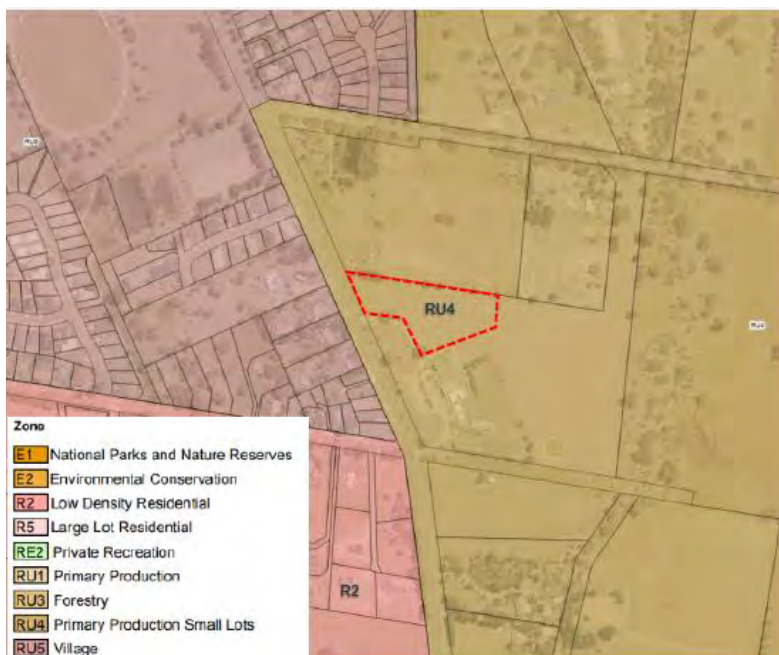 RU4
Zone
E1 National Parks and Nature Reserves
E2 Environmental Conservation
R2 Low Density Residential
R5 Large Lot Residential
RE2 Private Recreation
RU1 Primary Production
RU3 Forestry
RU4 Primary Production Small Lots
RU5 Village
R2